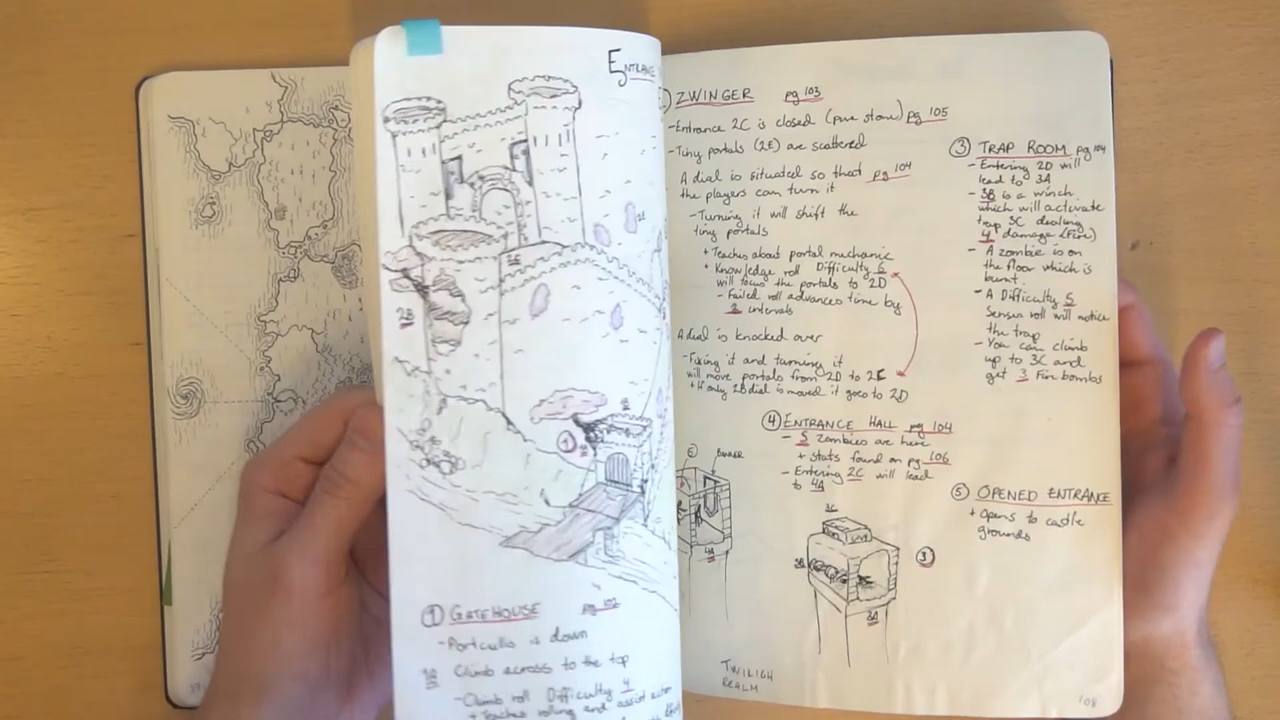 ENTRANCE
2E
1E
2B
1
① GATEHOUSE pg 102
- Portcullis is down
Climb across to the top
- Climb roll Difficulty 4
+ Teaches rolling and assist
ZWINGER pg 103
- Entrance 2C is closed (pure stone) pg 105
- Tiny portals (2E) are scattered
A dial is situated so that pg 104
the players can turn it
- Turning it will shift the
tiny portals
+ Teaches about portal mechanic
+ Knowledge roll Difficulty 6
will focus the portals to 2D
- Failed roll advances time by
2 intervals
A dial is knocked over
- Fixing it and turning it
will move portals from 2D to 2E
+ If only 2B dial is moved it goes to 2D
③ TRAP ROOM pg 104
- Entering 2D will
lead to 3A
- 3B is a winch
which will activate
trap 3C dealing
4 damage (Fire)
- A zombie is on
the floor which is
burnt.
- A Difficulty 5
Senses roll will notice
the trap
- You can climb
up to 3C and
get 3 Fire bombs
④ ENTRANCE HALL pg 104
- 5 zombies are here
+ Stats found on pg 106
- Entering 2C will lead
to 4A
⑤ OPENED ENTRANCE
+ Opens to castle
grounds
BANNER
4A
3C
3B
③
3A
TWILIGH
REALM
108